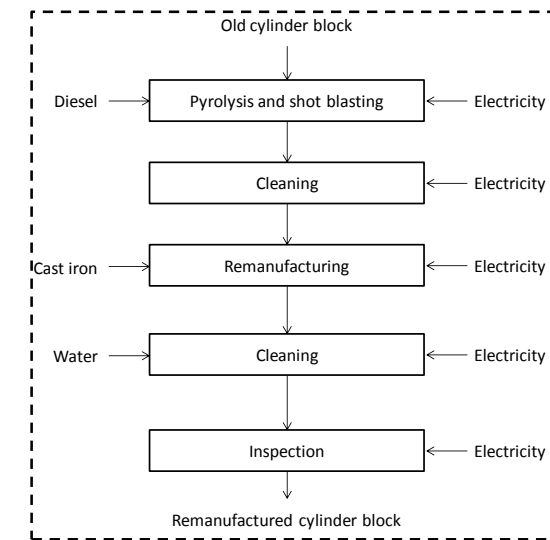 Old cylinder block
Diesel
Pyrolysis and shot blasting
Electricity
Cleaning
Electricity
Cast iron
Remanufacturing
Electricity
Water
Cleaning
Electricity
Inspection
Electricity
Remanufactured cylinder block